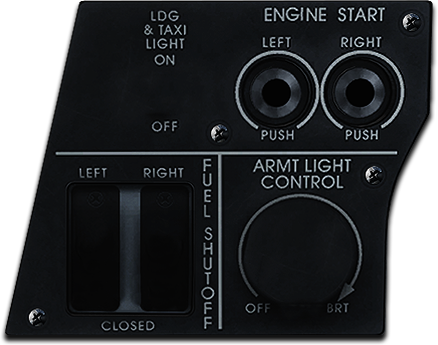 LDG
& TAXI
LIGHT
ON
OFF
ENGINE START
LEFT RIGHT
PUSH PUSH
LEFT RIGHT
CLOSED
FUEL SHUTOFF
ARMT LIGHT
CONTROL
OFF BRT